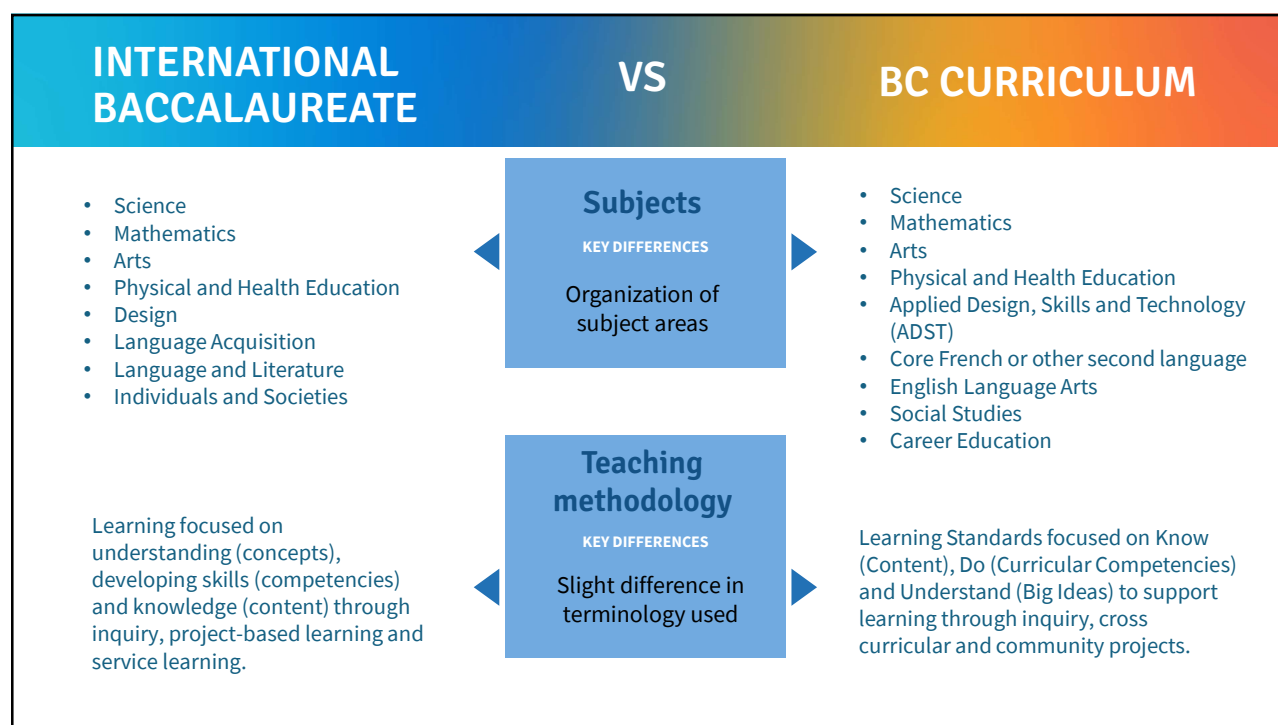 INTERNATIONAL
BACCALAUREATE
VS
BC CURRICULUM
• Science
• Mathematics
• Arts
• Physical and Health Education
• Design
• Language Acquisition
• Language and Literature
• Individuals and Societies
Subjects
KEY DIFFERENCES
Organization of
subject areas
• Science
• Mathematics
• Arts
• Physical and Health Education
• Applied Design, Skills and Technology
(ADST)
• Core French or other second language
• English Language Arts
• Social Studies
• Career Education
Learning focused on
understanding (concepts),
developing skills (competencies)
and knowledge (content) through
inquiry, project-based learning and
service learning.
Teaching
methodology
KEY DIFFERENCES
Slight difference in
terminology used
Learning Standards focused on Know
(Content), Do (Curricular Competencies)
and Understand (Big Ideas) to support
learning through inquiry, cross
curricular and community projects.